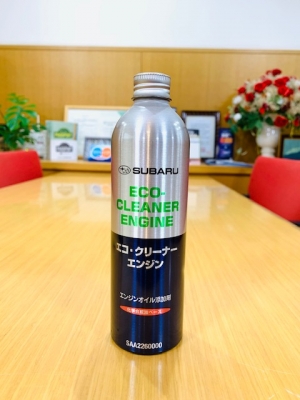 SUBARU
ECO-
CLEANER
ENGINE
エコ・クリーナー
エンジン
エンジンオイル添加剤
SAA2260000